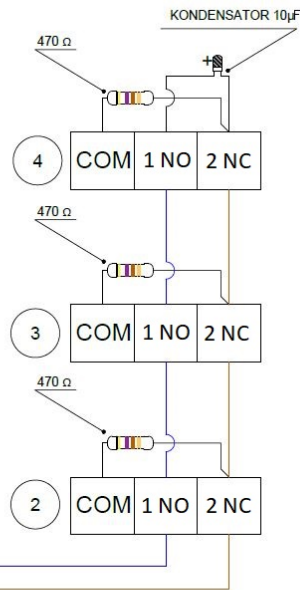 KONDENSATOR 10µF
470 Ω
4 COM 1 NO 2 NC
470 Ω
3 COM 1 NO 2 NC
470 Ω
2 COM 1 NO 2 NC